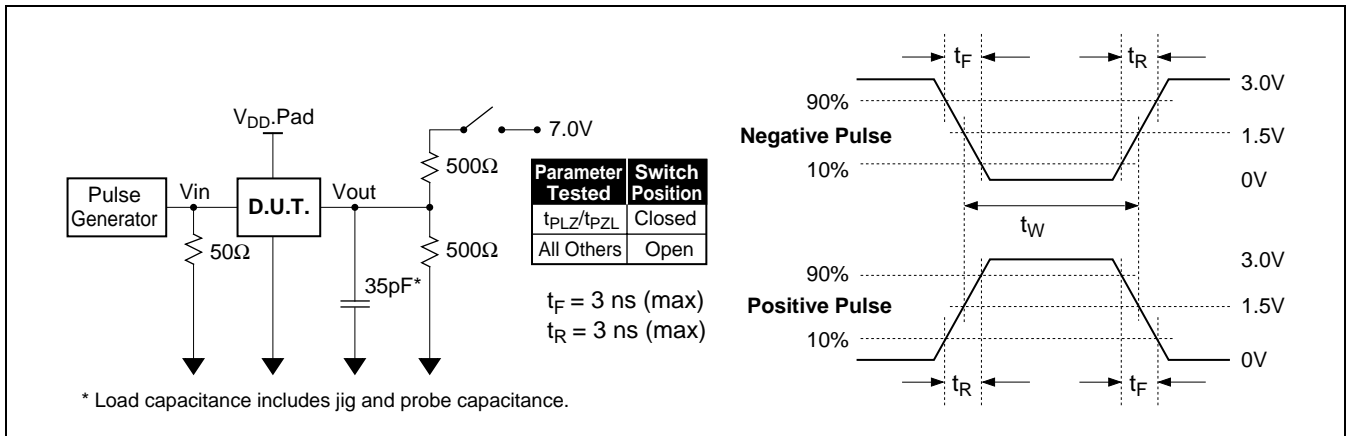 V_DD.Pad
7.0V
500Ω
Pulse
Generator
Vin
D.U.T.
Vout
50Ω
35pF*
500Ω
Parameter Tested Switch Position
t_PLZ/t_PZL Closed
All Others Open
t_F = 3 ns (max)
t_R = 3 ns (max)
* Load capacitance includes jig and probe capacitance.
t_F
t_R
3.0V
90%
Negative Pulse
1.5V
10%
0V
t_W
3.0V
90%
Positive Pulse
1.5V
10%
0V
t_R
t_F